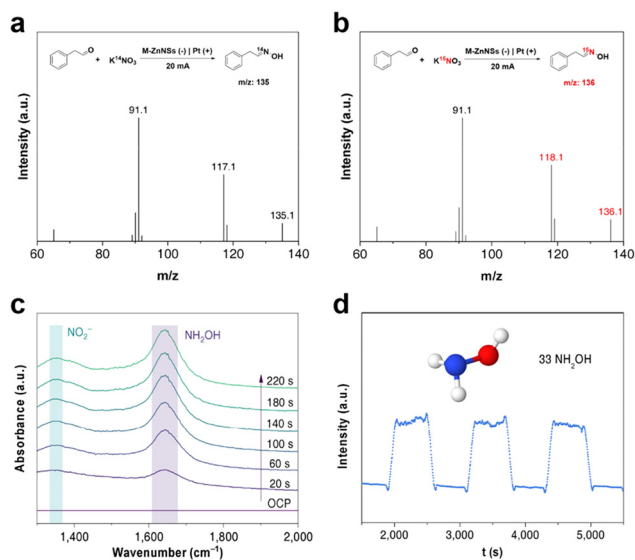 a
K¹⁴NO₃
M-ZnNSs (-) | Pt (+)
20 mA
O
+
¹⁴N
OH
m/z: 135
91.1
117.1
135.1
Intensity (a.u.)
60 80 100 120 140
m/z
b
K¹⁵NO₃
M-ZnNSs (-) | Pt (+)
20 mA
O
+
¹⁵N
OH
m/z: 136
91.1
118.1
136.1
Intensity (a.u.)
60 80 100 120 140
m/z
c
NO₂⁻
NH₂OH
220 s
180 s
140 s
100 s
60 s
20 s
OCP
Absorbance (a.u.)
1,400 1,600 1,800 2,000
Wavenumber (cm⁻¹)
d
33 NH₂OH
Intensity (a.u.)
2,000 3,000 4,000 5,000
t (s)